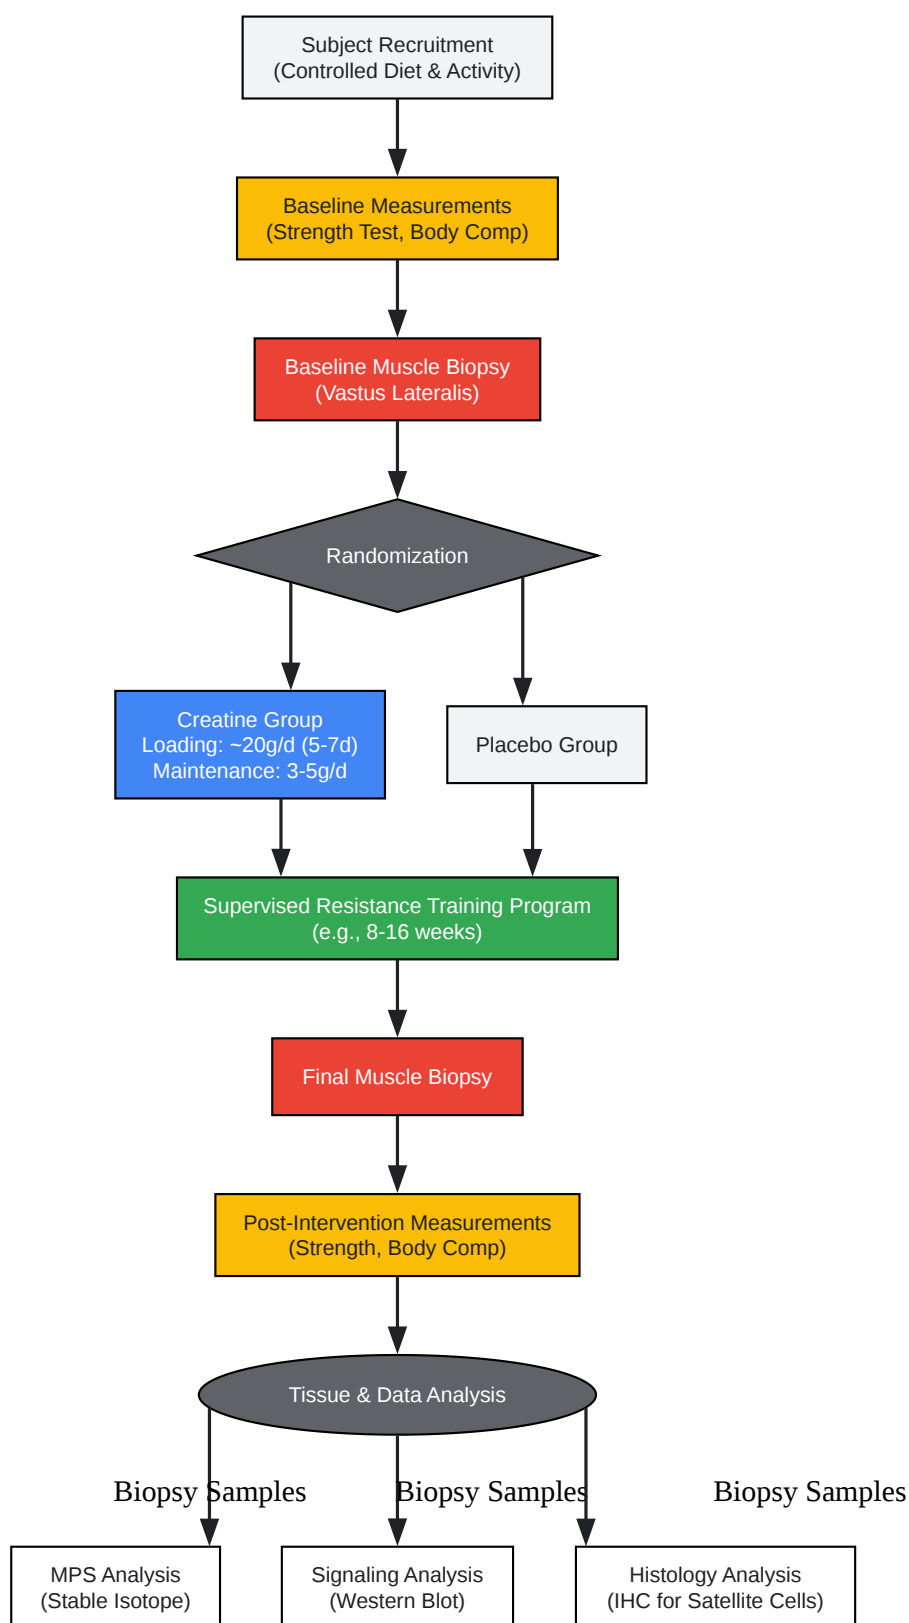 Subject Recruitment
(Controlled Diet & Activity)
Baseline Measurements
(Strength Test, Body Comp)
Baseline Muscle Biopsy
(Vastus Lateralis)
Randomization
Creatine Group
Loading: ~20g/d (5-7d)
Maintenance: 3-5g/d
Placebo Group
Supervised Resistance Training Program
(e.g., 8-16 weeks)
Final Muscle Biopsy
Post-Intervention Measurements
(Strength, Body Comp)
Tissue & Data Analysis
Biopsy Samples
Biopsy Samples
Biopsy Samples
MPS Analysis
(Stable Isotope)
Signaling Analysis
(Western Blot)
Histology Analysis
(IHC for Satellite Cells)